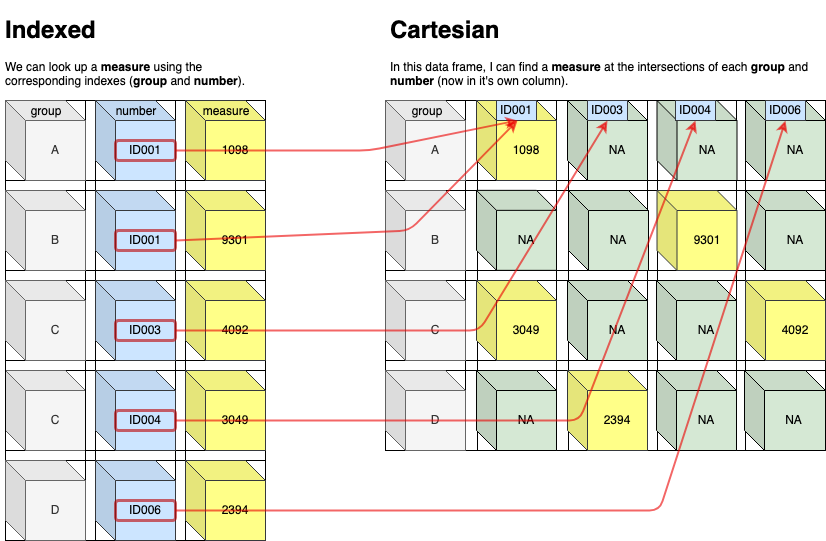 Indexed
We can look up a measure using the
corresponding indexes (group and number).
group number measure
A ID001 1098
B ID001 9301
C ID003 4092
C ID004 3049
D ID006 2394
Cartesian
In this data frame, I can find a measure at the intersections of each group and
number (now in it's own column).
group ID001 ID003 ID004 ID006
A 1098 NA NA NA
B NA NA 9301 NA
C 3049 NA NA 4092
D NA 2394 NA NA